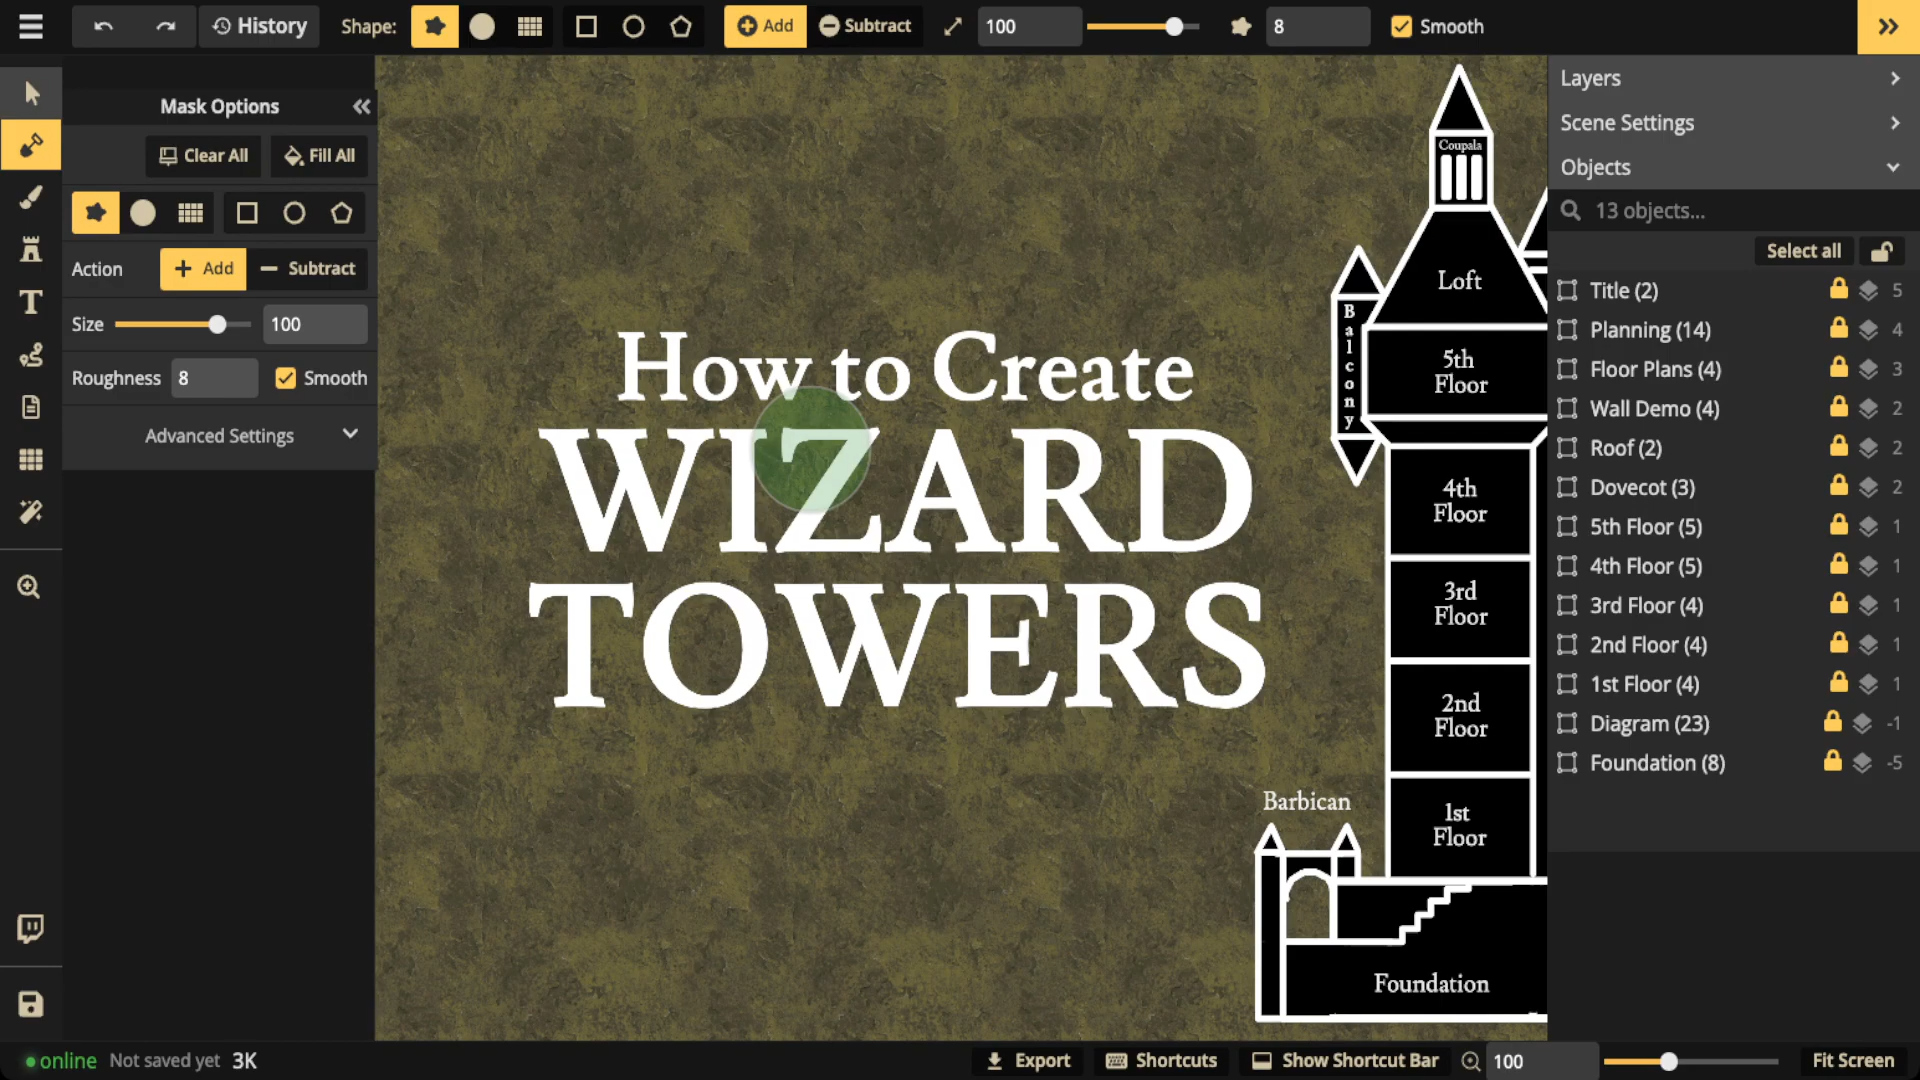 History
Shape:
Add
Subtract
100
8
Smooth
Mask Options
Clear All
Fill All
Action
Add
Subtract
Size
100
Roughness
8
Smooth
Advanced Settings
How to Create
WIZARD
TOWERS
Coupala
Loft
Balcony
5th
Floor
4th
Floor
3rd
Floor
2nd
Floor
1st
Floor
Barbican
Foundation
Layers
Scene Settings
Objects
13 objects...
Select all
Title (2) 5
Planning (14) 4
Floor Plans (4) 3
Wall Demo (4) 2
Roof (2) 2
Dovecot (3) 2
5th Floor (5) 1
4th Floor (5) 1
3rd Floor (4) 1
2nd Floor (4) 1
1st Floor (4) 1
Diagram (23) -1
Foundation (8) -5
online Not saved yet 3K
Export
Shortcuts
Show Shortcut Bar
100
Fit Screen